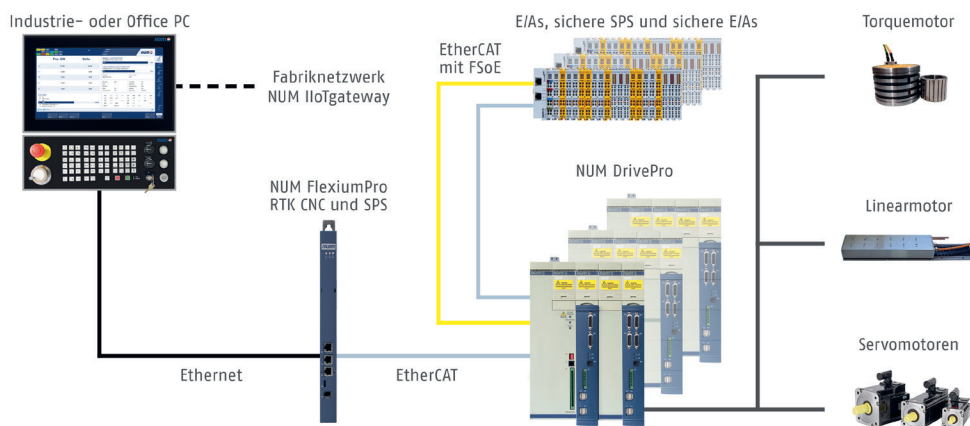 Industrie- oder Office PC
E/As, sichere SPS und sichere E/As
Torquemotor
EtherCAT
mit FSoE
Fabriknetzwerk
NUM IIoTgateway
NUM FlexiumPro
RTK CNC und SPS
NUM DrivePro
Linearmotor
Servomotoren
Ethernet
EtherCAT